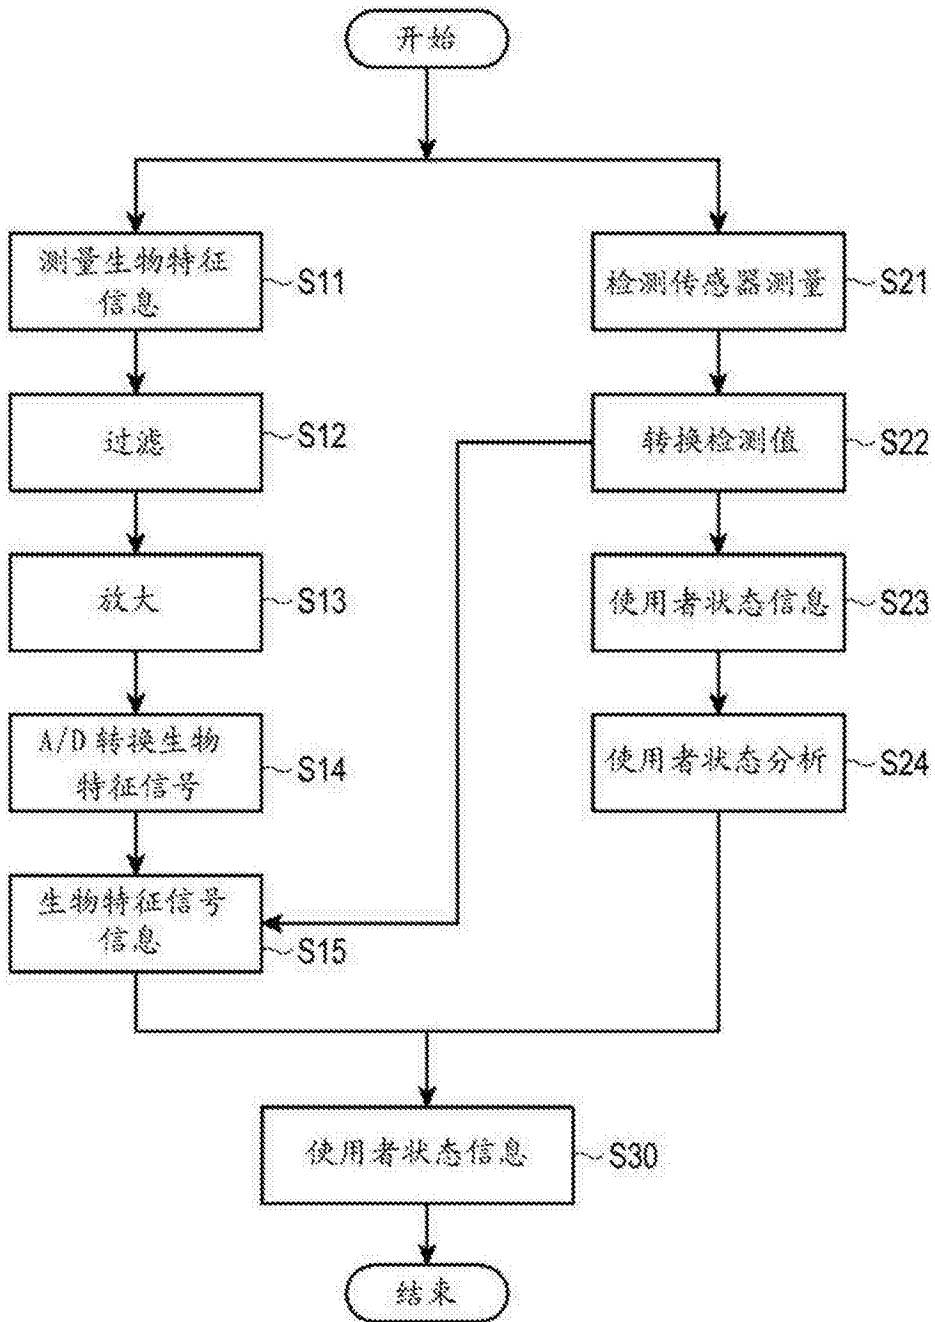 开始
测量生物特征
信息
S11
过滤
S12
放大
S13
A/D 转换生物
特征信号
S14
生物特征信号
信息
S15
检测传感器测量
S21
转换检测值
S22
使用者状态信息
S23
使用者状态分析
S24
使用者状态信息
S30
结束